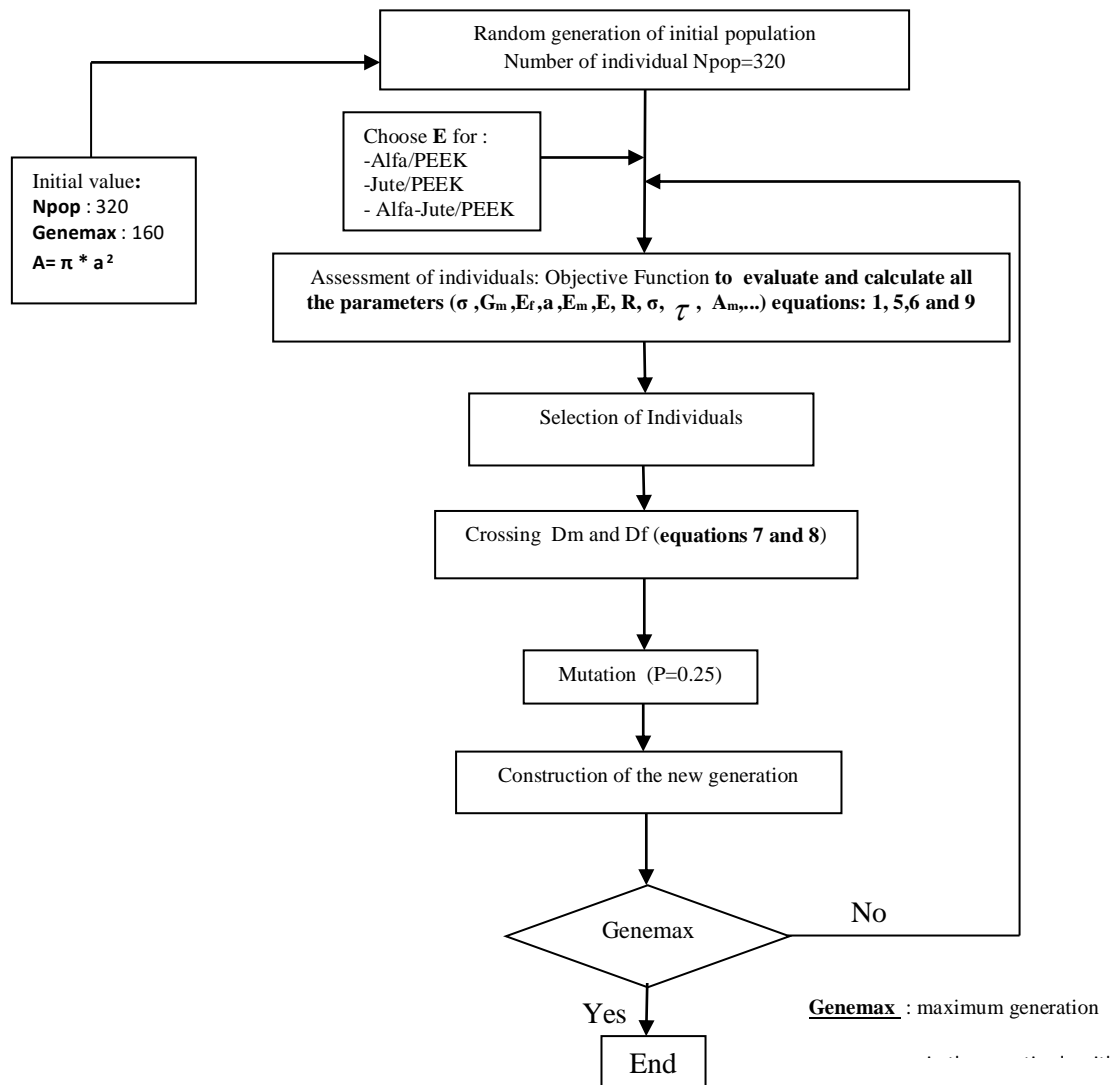 Random generation of initial population
Number of individual Npop=320
Choose E for :
-Alfa/PEEK
-Jute/PEEK
- Alfa-Jute/PEEK
Initial value:
Npop : 320
Genemax : 160
A= π * a²
Assessment of individuals: Objective Function to evaluate and calculate all
the parameters (σ ,Gm ,Ef,a ,Em ,E, R, σ, τ , Am,...) equations: 1, 5,6 and 9
Selection of Individuals
Crossing Dm and Df (equations 7 and 8)
Mutation (P=0.25)
Construction of the new generation
Genemax
No
Yes
Genemax : maximum generation
End